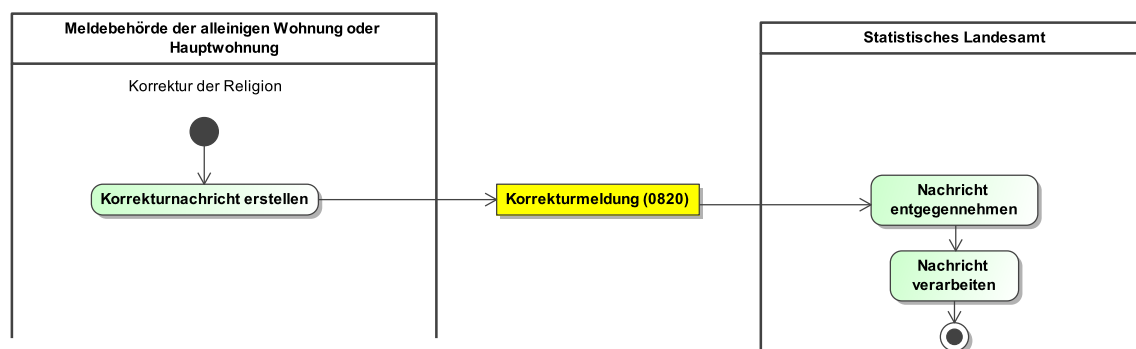 Meldebehörde der alleinigen Wohnung oder
Hauptwohnung
Korrektur der Religion
Korrekturnachricht erstellen
Korrekturmeldung (0820)
Statistisches Landesamt
Nachricht
entgegennehmen
Nachricht
verarbeiten